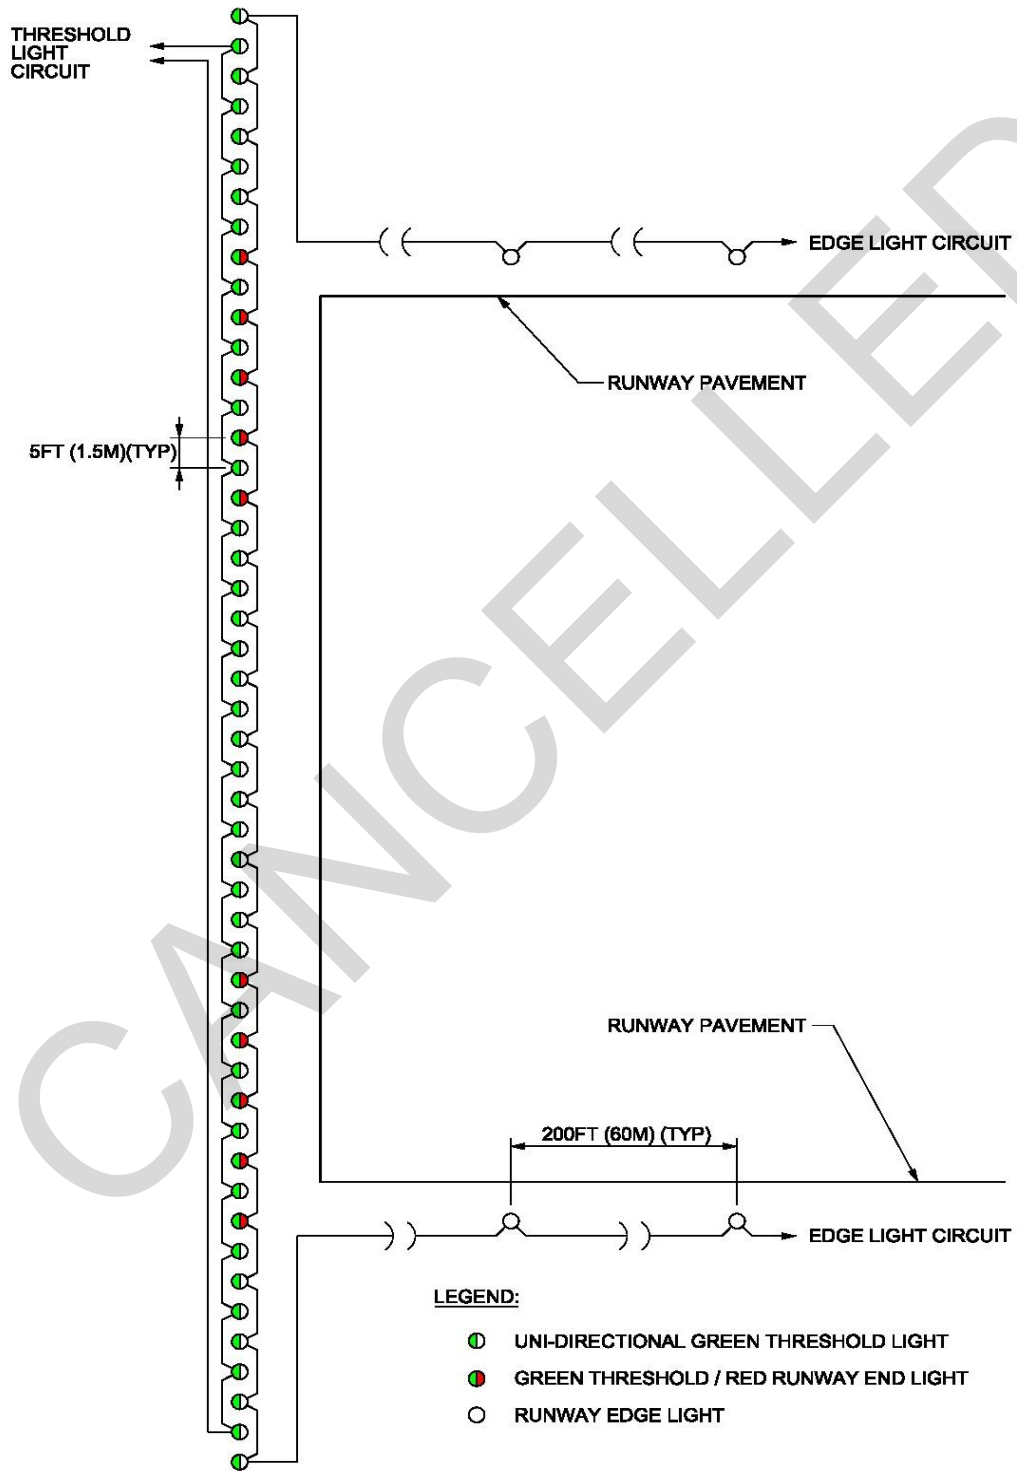 THRESHOLD
LIGHT
CIRCUIT
EDGE LIGHT CIRCUIT
RUNWAY PAVEMENT
5FT (1.5M)(TYP)
CANCELLED
RUNWAY PAVEMENT
200FT (60M) (TYP)
EDGE LIGHT CIRCUIT
LEGEND:
UNI-DIRECTIONAL GREEN THRESHOLD LIGHT
GREEN THRESHOLD / RED RUNWAY END LIGHT
RUNWAY EDGE LIGHT